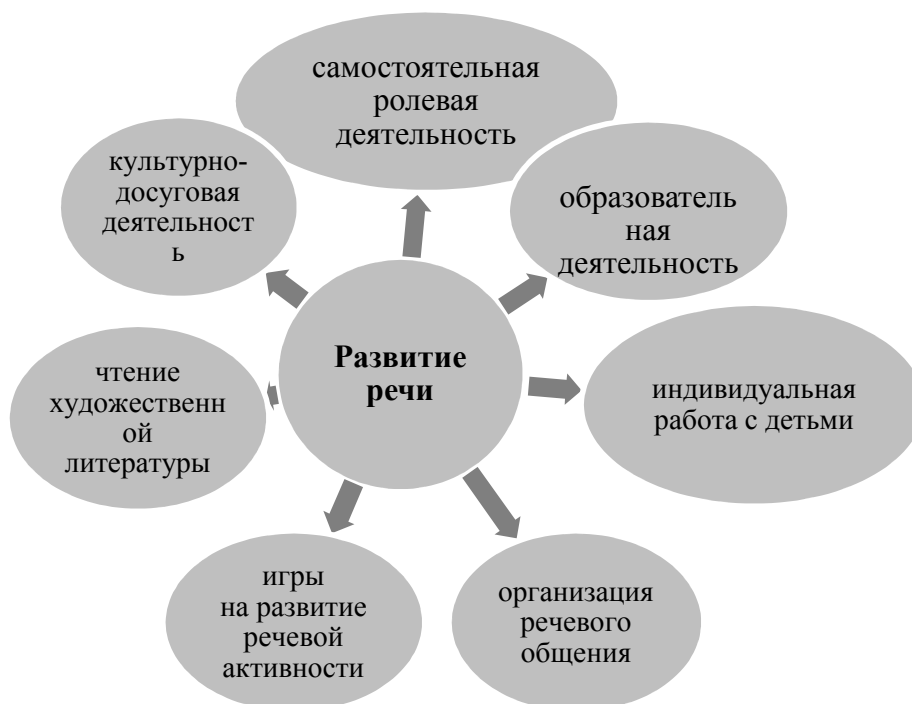 самостоятельная
ролевая
деятельность
культурно-
досуговая
деятельност
ь
образователь
ная
деятельность
Развитие
речи
чтение
художественн
ой
литературы
индивидуальная
работа с детьми
игры
на развитие
речевой
активности
организация
речевого
общения